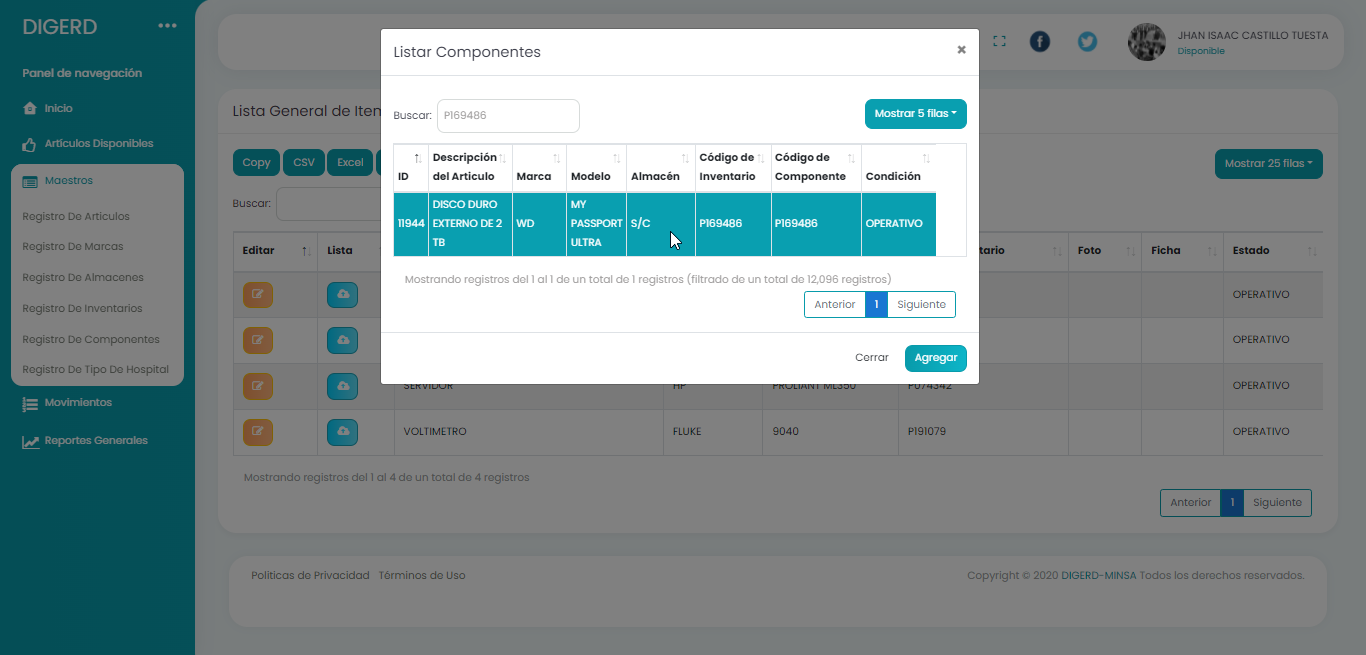 DIGERD
Panel de navegación
Inicio
Artículos Disponibles
Maestros
Registro De Articulos
Registro De Marcas
Registro De Almacenes
Registro De Inventarios
Registro De Componentes
Registro De Tipo De Hospital
Movimientos
Reportes Generales
JHAN ISAAC CASTILLO TUESTA
Disponible
Lista General de Iten
Copy CSV Excel
Mostrar 25 filas
Buscar:
Editar Lista tario Foto Ficha Estado
OPERATIVO
OPERATIVO
SERVIDOR HP PROLIANT ML350 P074342 OPERATIVO
VOLTIMETRO FLUKE 9040 P191079 OPERATIVO
Mostrando registros del 1 al 4 de un total de 4 registros
Anterior 1 Siguiente
Politicas de Privacidad Términos de Uso
Copyright © 2020 DIGERD-MINSA Todos los derechos reservados.
Listar Componentes ×
Buscar: P169486
Mostrar 5 filas
ID Descripción del Articulo Marca Modelo Almacén Código de Inventario Código de Componente Condición
11944 DISCO DURO EXTERNO DE 2 TB WD MY PASSPORT ULTRA S/C P169486 P169486 OPERATIVO
Mostrando registros del 1 al 1 de un total de 1 registros (filtrado de un total de 12,096 registros)
Anterior 1 Siguiente
Cerrar Agregar